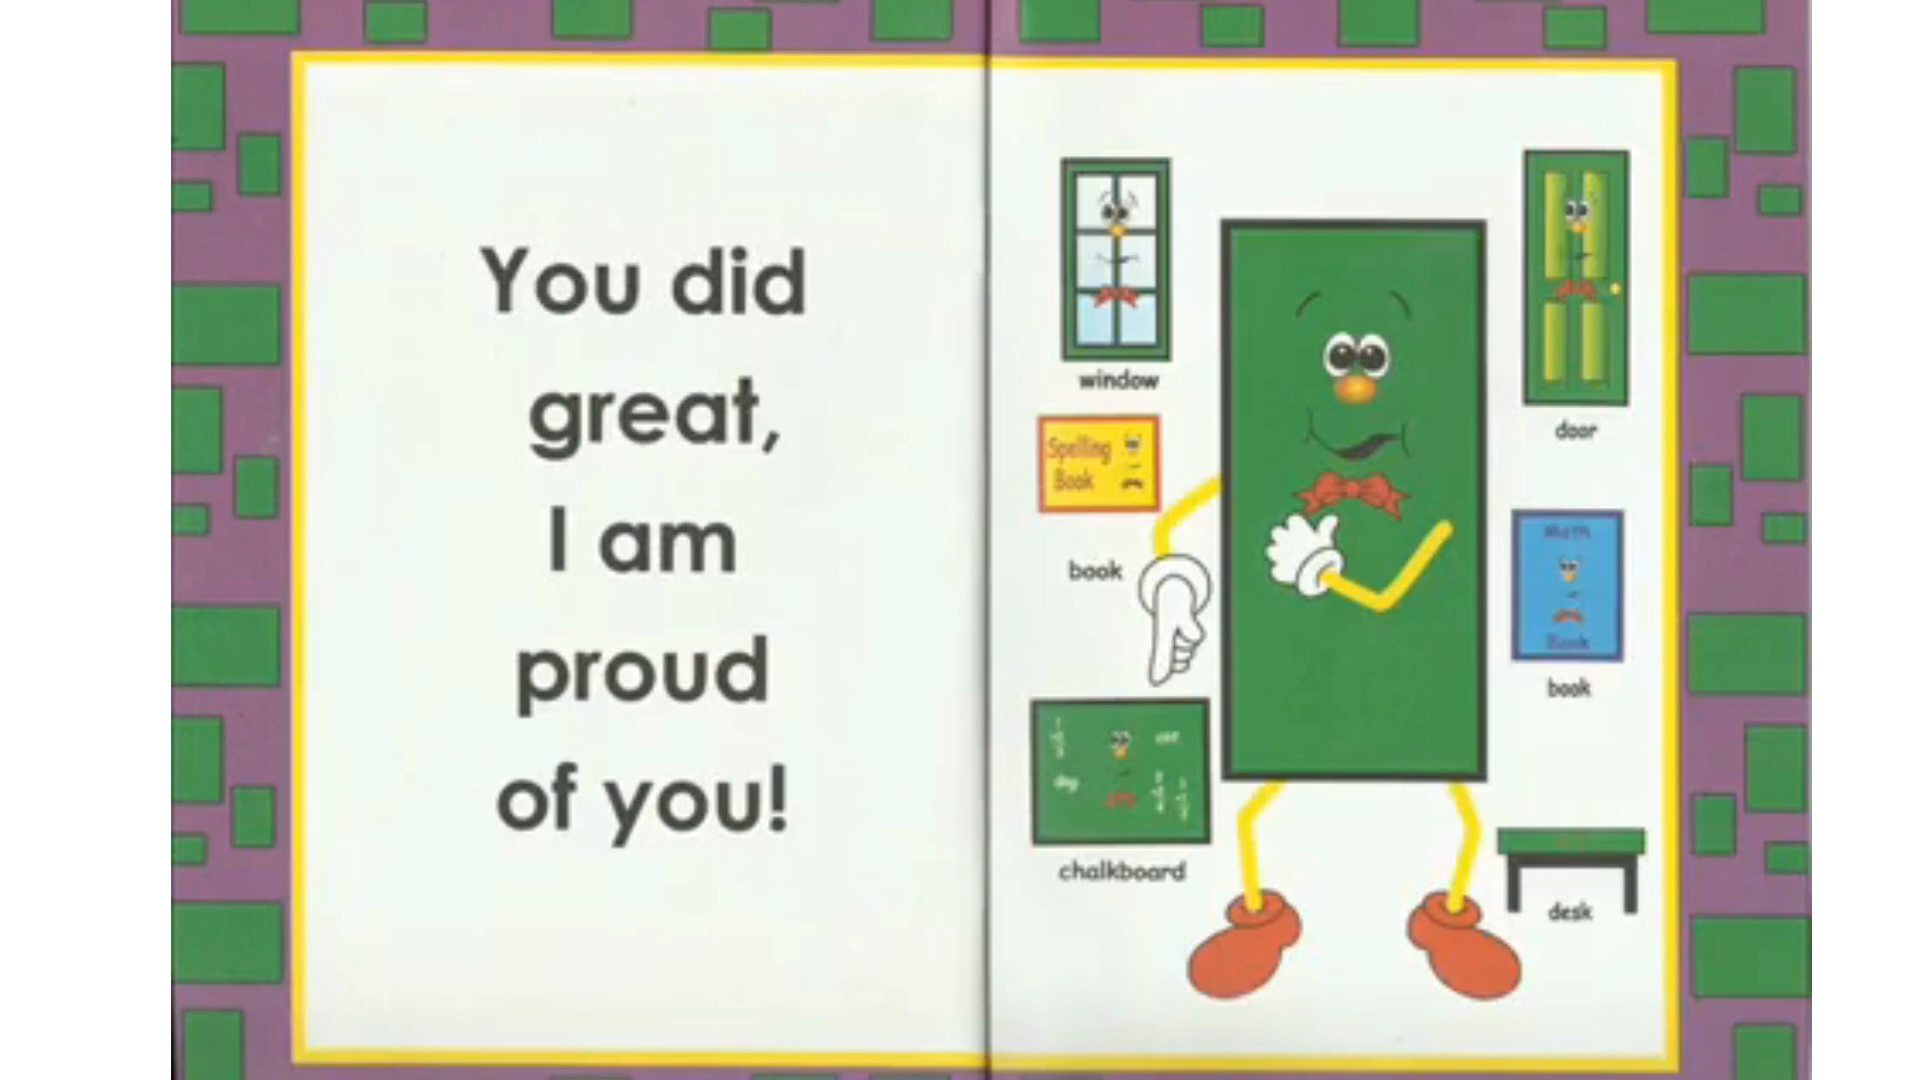 You did
great,
I am
proud
of you!
window
door
Spelling
Book
Math
book
Book
book
chalkboard
desk